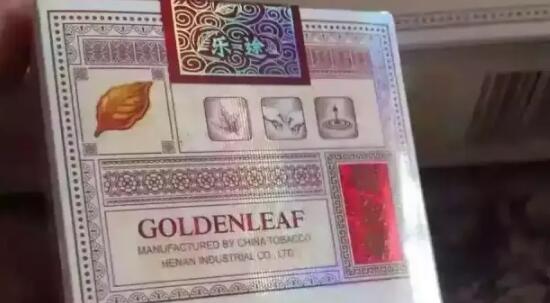 乐途
GOLDENLEAF
MANUFACTURED BY CHINA TOBACCO
HENAN INDUSTRIAL CO., LTD